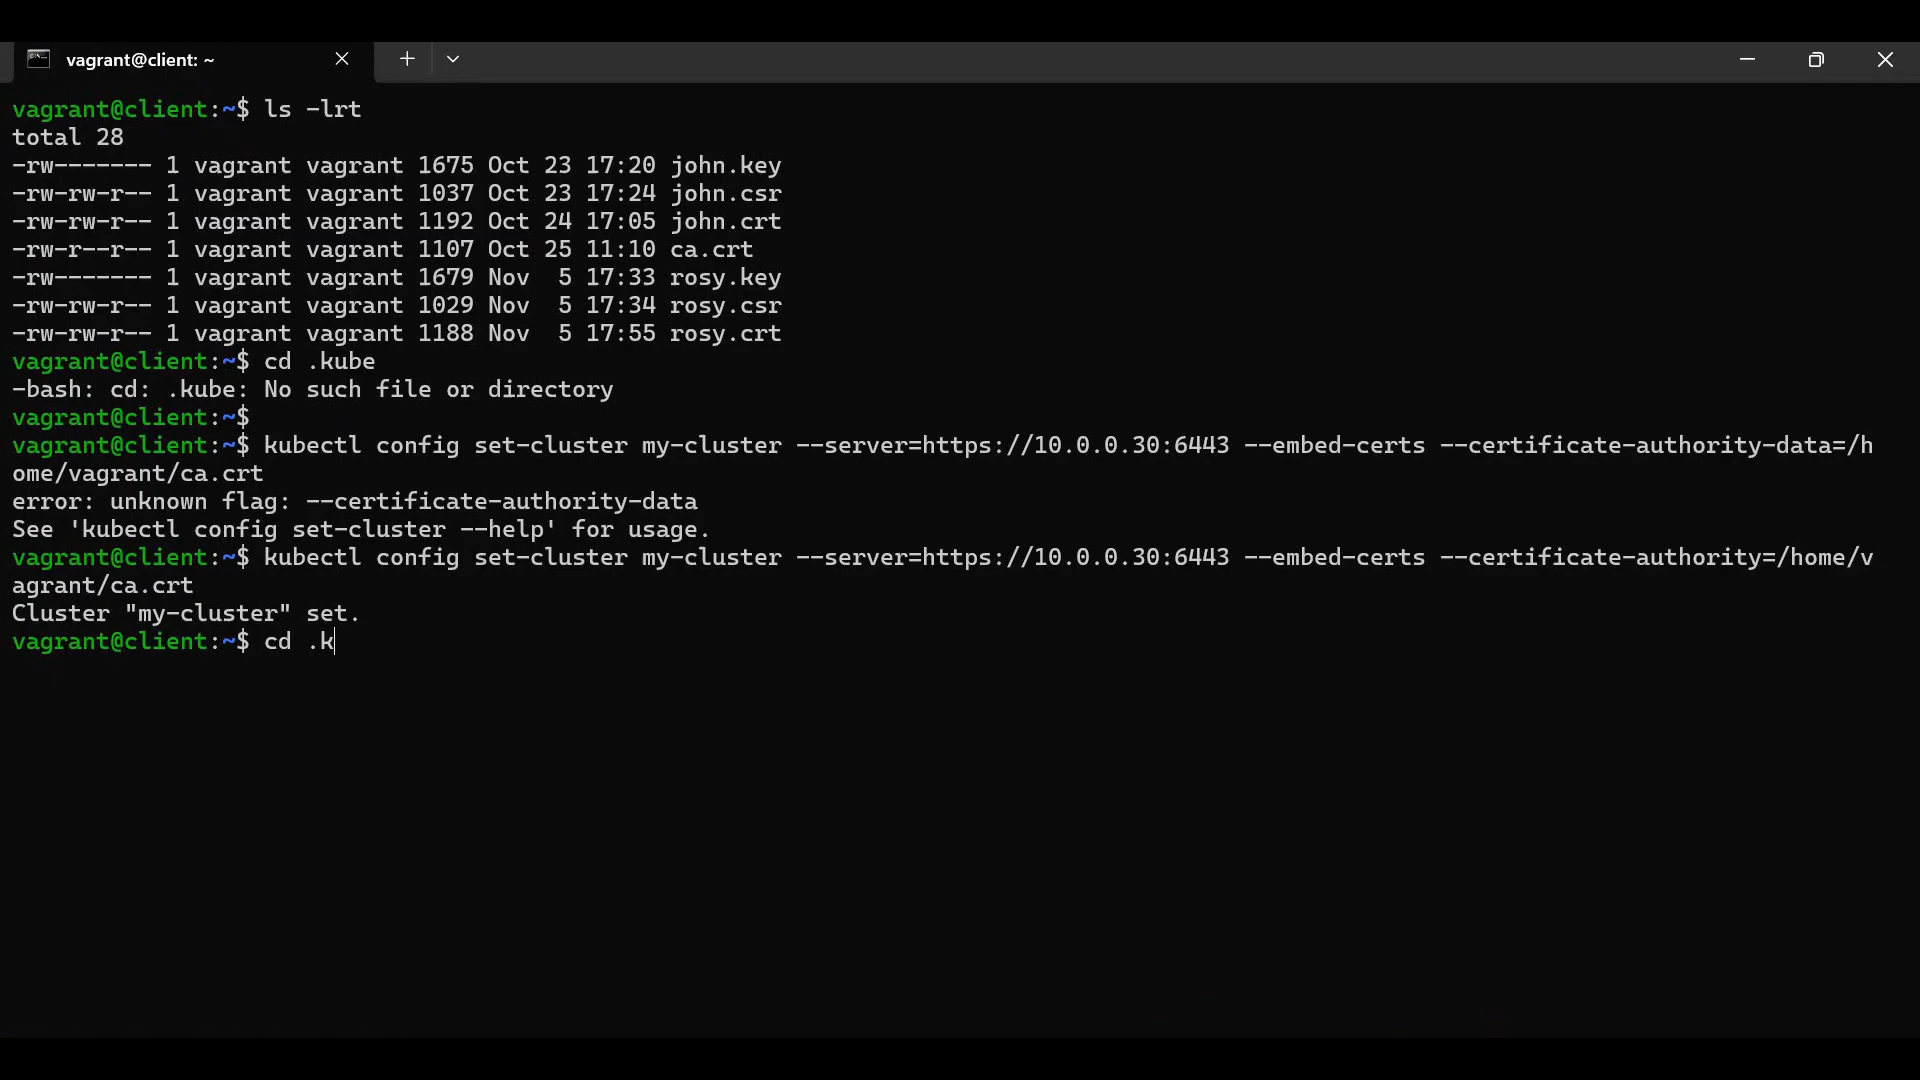 vagrant@client: ~
vagrant@client:~$ ls -lrt
total 28
-rw------- 1 vagrant vagrant 1675 Oct 23 17:20 john.key
-rw-rw-r-- 1 vagrant vagrant 1037 Oct 23 17:24 john.csr
-rw-rw-r-- 1 vagrant vagrant 1192 Oct 24 17:05 john.crt
-rw-r--r-- 1 vagrant vagrant 1107 Oct 25 11:10 ca.crt
-rw------- 1 vagrant vagrant 1679 Nov  5 17:33 rosy.key
-rw-rw-r-- 1 vagrant vagrant 1029 Nov  5 17:34 rosy.csr
-rw-rw-r-- 1 vagrant vagrant 1188 Nov  5 17:55 rosy.crt
vagrant@client:~$ cd .kube
-bash: cd: .kube: No such file or directory
vagrant@client:~$
vagrant@client:~$ kubectl config set-cluster my-cluster --server=https://10.0.0.30:6443 --embed-certs --certificate-authority-data=/h
ome/vagrant/ca.crt
error: unknown flag: --certificate-authority-data
See 'kubectl config set-cluster --help' for usage.
vagrant@client:~$ kubectl config set-cluster my-cluster --server=https://10.0.0.30:6443 --embed-certs --certificate-authority=/home/v
agrant/ca.crt
Cluster "my-cluster" set.
vagrant@client:~$ cd .k